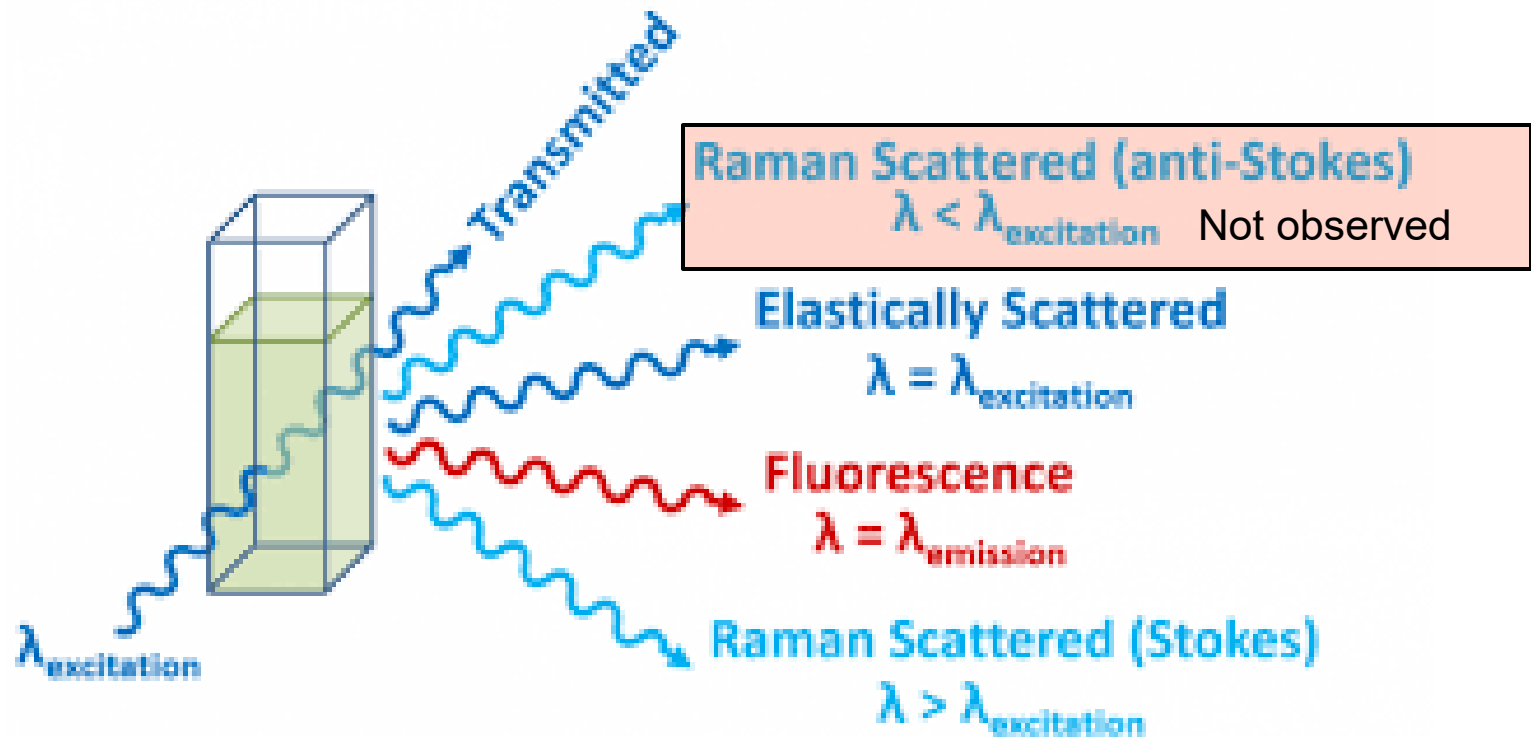 Transmitted
Raman Scattered (anti-Stokes)
λ < λexcitation Not observed
Elastically Scattered
λ = λexcitation
Fluorescence
λ = λemission
λexcitation
Raman Scattered (Stokes)
λ > λexcitation